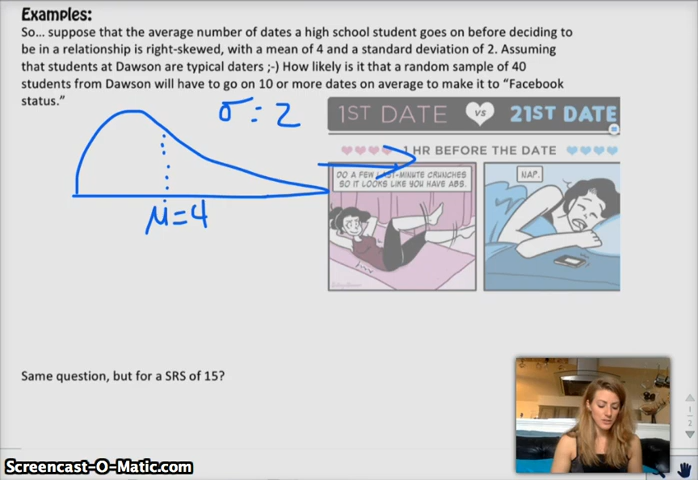 Examples:
So... suppose that the average number of dates a high school student goes on before deciding to
be in a relationship is right-skewed, with a mean of 4 and a standard deviation of 2. Assuming
that students at Dawson are typical daters ;-) How likely is it that a random sample of 40
students from Dawson will have to go on 10 or more dates on average to make it to “Facebook
status.”
σ = 2
μ = 4
1ST DATE VS 21ST DATE
1 HR BEFORE THE DATE
DO A FEW LAST-MINUTE CRUNCHES
SO IT LOOKS LIKE YOU HAVE ABS.
NAP.
Same question, but for a SRS of 15?
1
2
Screencast-O-Matic.com